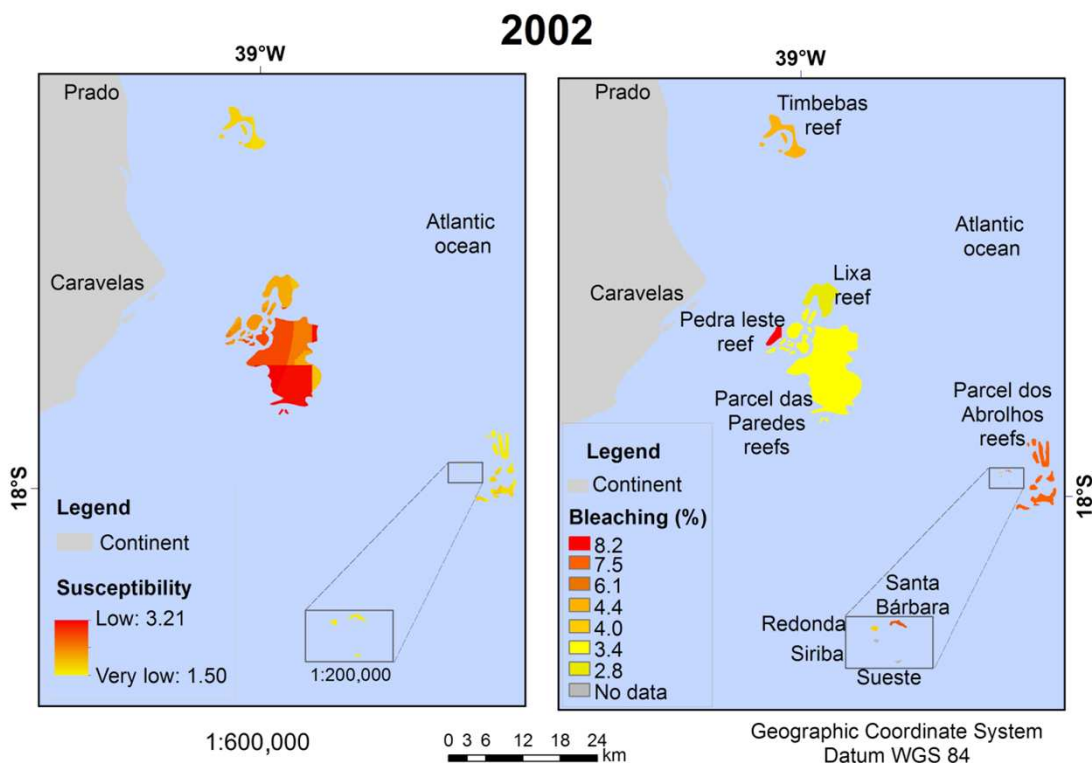 2002
39°W
39°W
Prado
Atlantic
ocean
Caravelas
18°S
Legend
Continent
Susceptibility
Low: 3.21
Very low: 1.50
1:200,000
Prado
Timbebas
reef
Atlantic
ocean
Caravelas
Lixa
reef
Pedra leste
reef
Parcel das
Paredes
reefs
Parcel dos
Abrolhos
reefs
18°S
Legend
Continent
Bleaching (%)
8.2
7.5
6.1
4.4
4.0
3.4
2.8
No data
Santa
Bárbara
Redonda
Siriba
Sueste
1:600,000
0 3 6 12 18 24
km
Geographic Coordinate System
Datum WGS 84